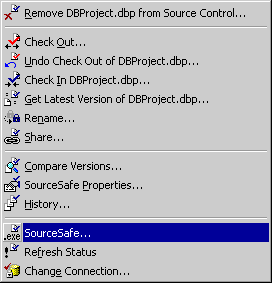 Remove DBProject.dbp from Source Control...
Check Out...
Undo Check Out of DBProject.dbp...
Check In DBProject.dbp...
Get Latest Version of DBProject.dbp...
Rename...
Share...
Compare Versions...
SourceSafe Properties...
History...
.exe SourceSafe...
Refresh Status
Change Connection...